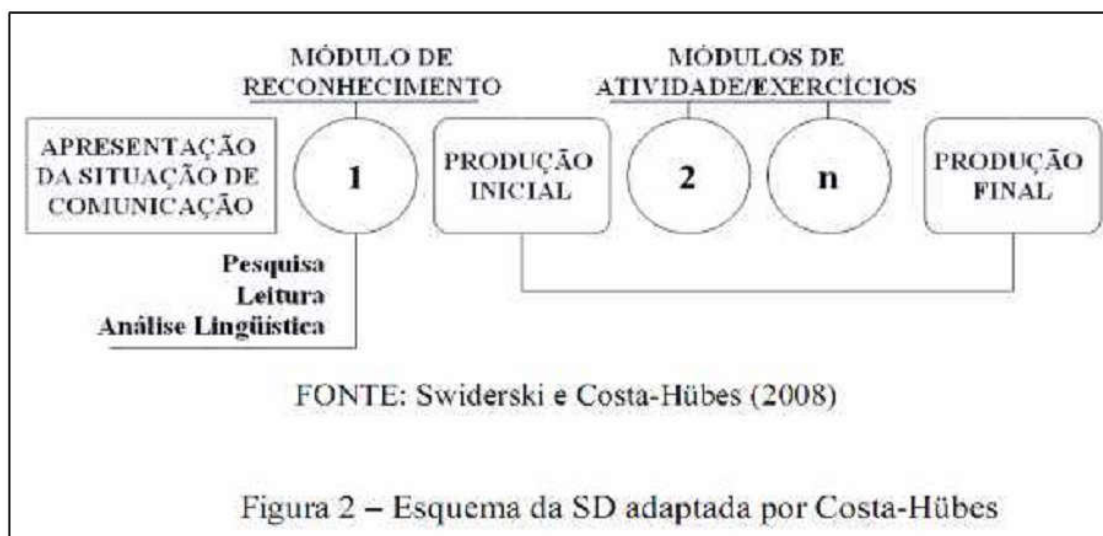 MÓDULO DE
RECONHECIMENTO
MÓDULOS DE
ATIVIDADE/EXERCÍCIOS
APRESENTAÇÃO
DA SITUAÇÃO DE
COMUNICAÇÃO
1
PRODUÇÃO
INICIAL
2
n
PRODUÇÃO
FINAL
Pesquisa
Leitura
Análise Lingüística
FONTE: Swiderski e Costa-Hübes (2008)
Figura 2 – Esquema da SD adaptada por Costa-Hübes